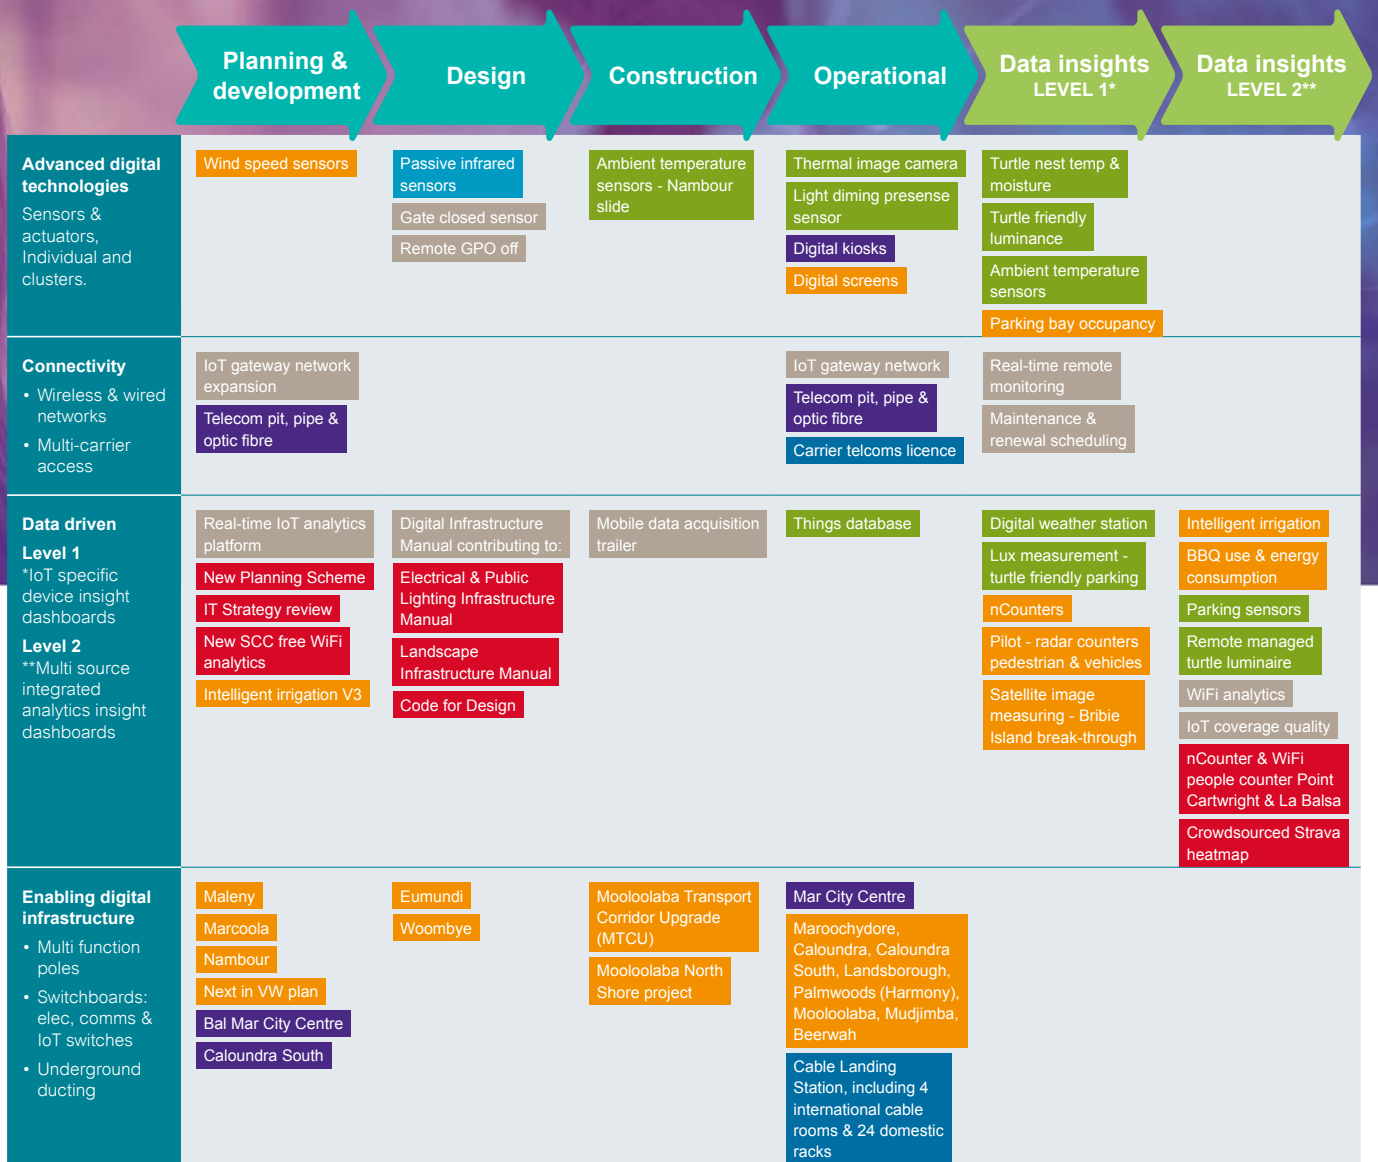 Planning &
development
Design
Construction
Operational
Data insights
LEVEL 1*
Data insights
LEVEL 2**
Advanced digital
technologies
Sensors &
actuators,
Individual and
clusters.
Wind speed sensors
Passive infrared
sensors
Gate closed sensor
Remote GPO off
Ambient temperature
sensors - Nambour
slide
Thermal image camera
Light diming presense
sensor
Digital kiosks
Digital screens
Turtle nest temp &
moisture
Turtle friendly
luminance
Ambient temperature
sensors
Parking bay occupancy
Connectivity
• Wireless & wired
networks
• Multi-carrier
access
IoT gateway network
expansion
Telecom pit, pipe &
optic fibre
IoT gateway network
Telecom pit, pipe &
optic fibre
Carrier telcoms licence
Real-time remote
monitoring
Maintenance &
renewal scheduling
Data driven
Level 1
*IoT specific
device insight
dashboards
Level 2
**Multi source
integrated
analytics insight
dashboards
Real-time IoT analytics
platform
New Planning Scheme
IT Strategy review
New SCC free WiFi
analytics
Intelligent irrigation V3
Digital Infrastructure
Manual contributing to:
Electrical & Public
Lighting Infrastructure
Manual
Landscape
Infrastructure Manual
Code for Design
Mobile data acquisition
trailer
Things database
Digital weather station
Lux measurement -
turtle friendly parking
nCounters
Pilot - radar counters
pedestrian & vehicles
Satellite image
measuring - Bribie
Island break-through
Intelligent irrigation
BBQ use & energy
consumption
Parking sensors
Remote managed
turtle luminaire
WiFi analytics
IoT coverage quality
nCounter & WiFi
people counter Point
Cartwright & La Balsa
Crowdsourced Strava
heatmap
Enabling digital
infrastructure
• Multi function
poles
• Switchboards:
elec, comms &
IoT switches
• Underground
ducting
Maleny
Marcoola
Nambour
Next in VW plan
Bal Mar City Centre
Caloundra South
Eumundi
Woombye
Mooloolaba Transport
Corridor Upgrade
(MTCU)
Mooloolaba North
Shore project
Mar City Centre
Maroochydore,
Caloundra, Caloundra
South, Landsborough,
Palmwoods (Harmony),
Mooloolaba, Mudjimba,
Beerwah
Cable Landing
Station, including 4
international cable
rooms & 24 domestic
racks